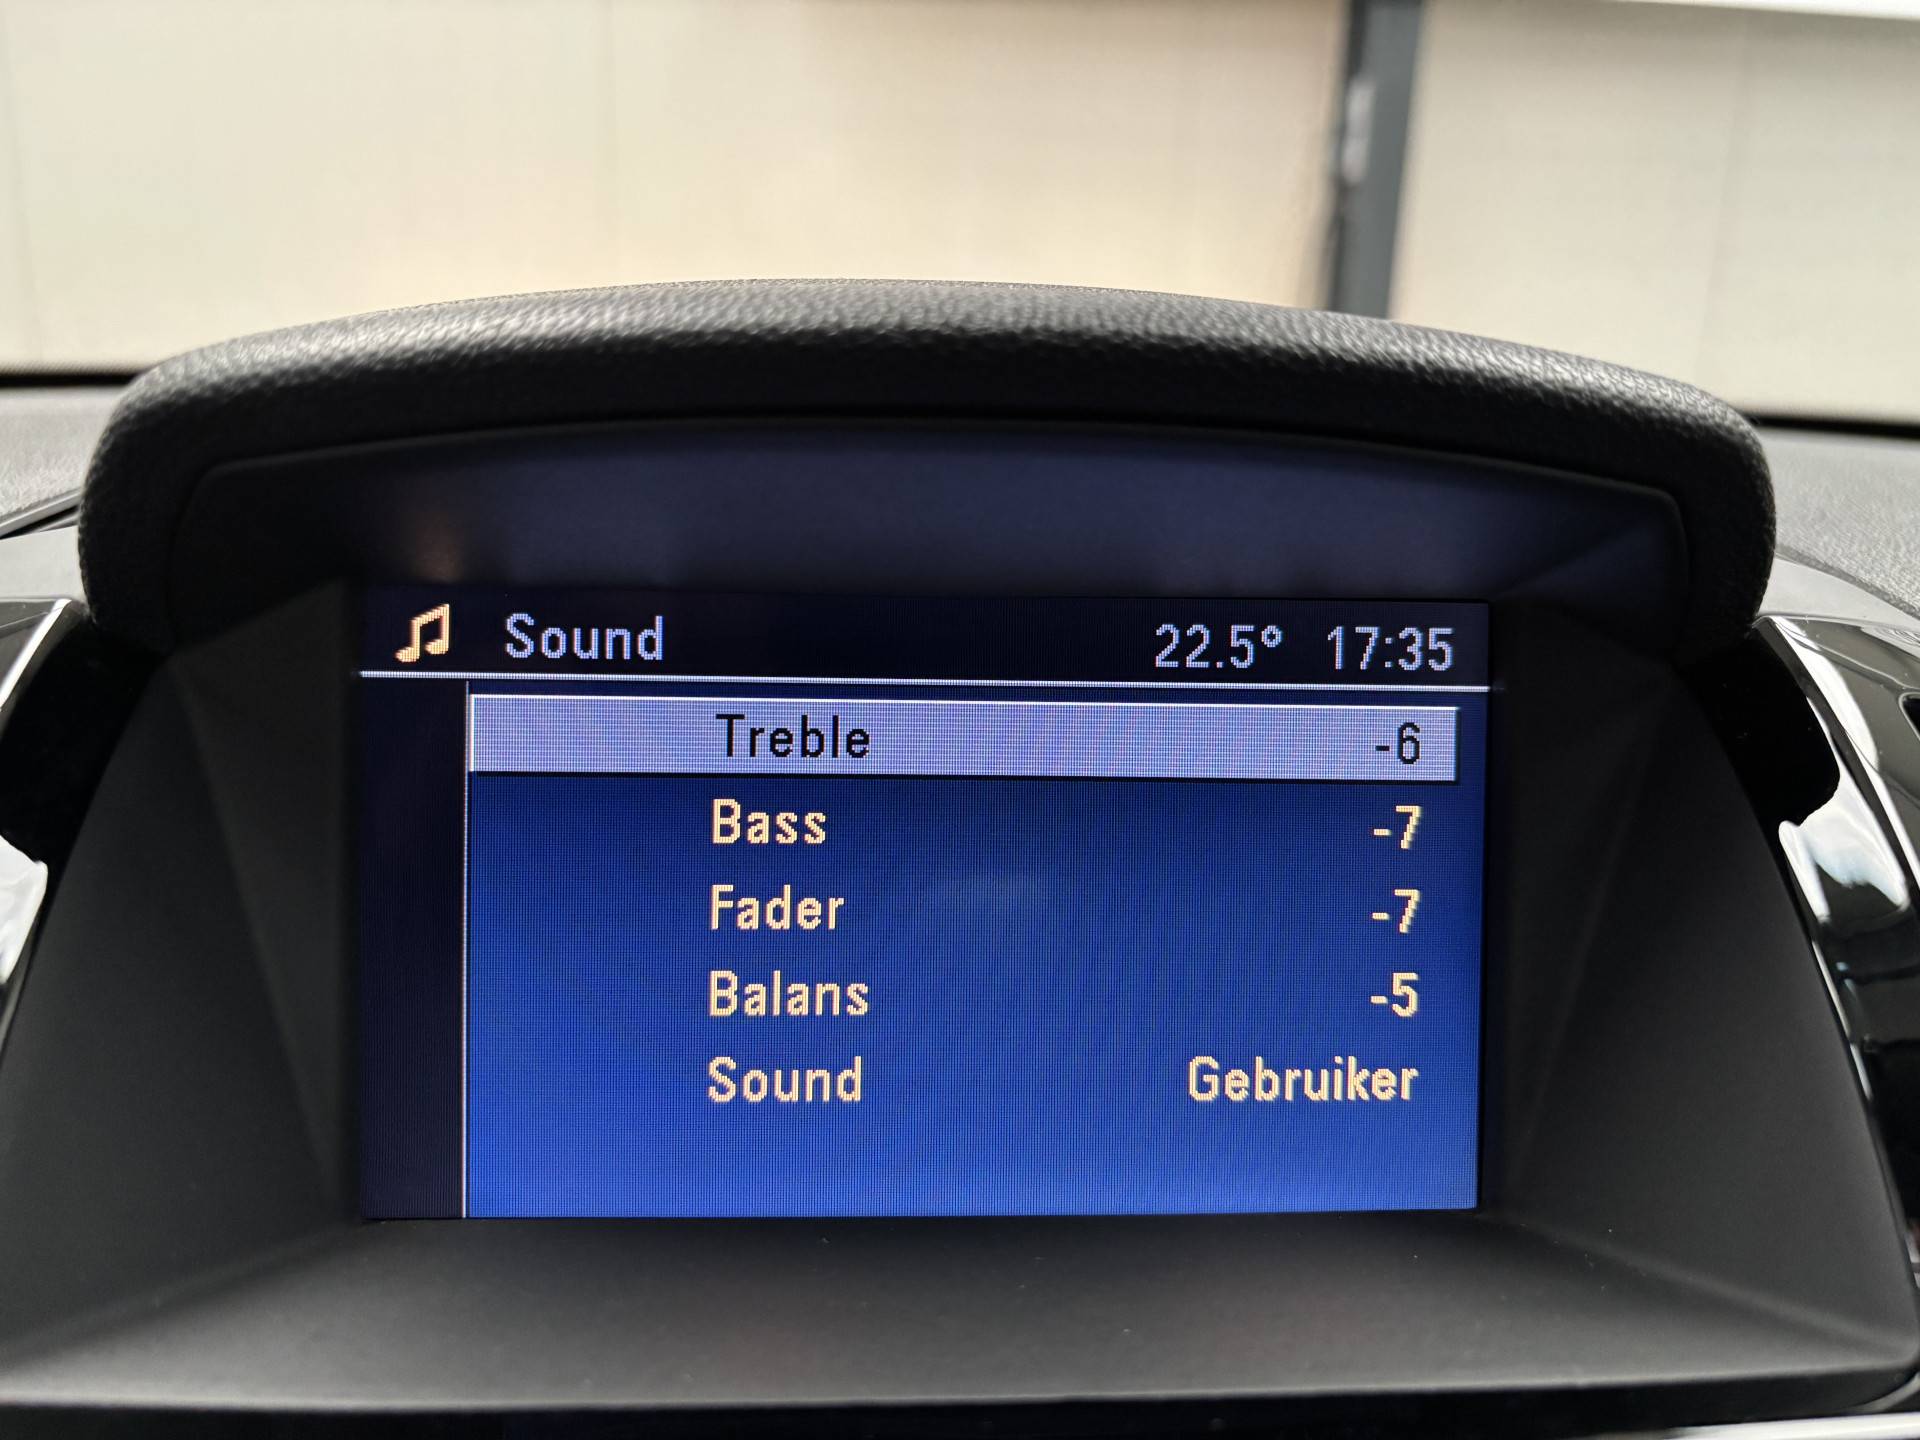 Sound 22.5° 17:35
Treble -6
Bass -7
Fader -7
Balans -5
Sound Gebruiker